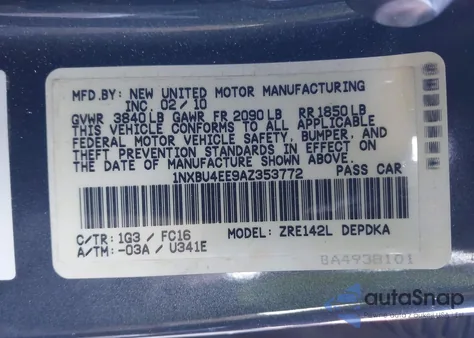 MFD.BY: NEW UNITED MOTOR MANUFACTURING
INC. 02/10
GVWR 3840LB GAWR FR 2090LB RR1850LB
THIS VEHICLE CONFORMS TO ALL APPLICABLE
FEDERAL MOTOR VEHICLE SAFETY, BUMPER, AND
THEFT PREVENTION STANDARDS IN EFFECT ON
THE DATE OF MANUFACTURE SHOWN ABOVE.
1NXBU4EE9AZ353772 PASS CAR
C/TR: 1G3 / FC16 MODEL: ZRE142L DEPDKA
A/TM: -03A / U341E
BA4938101
autoSnap